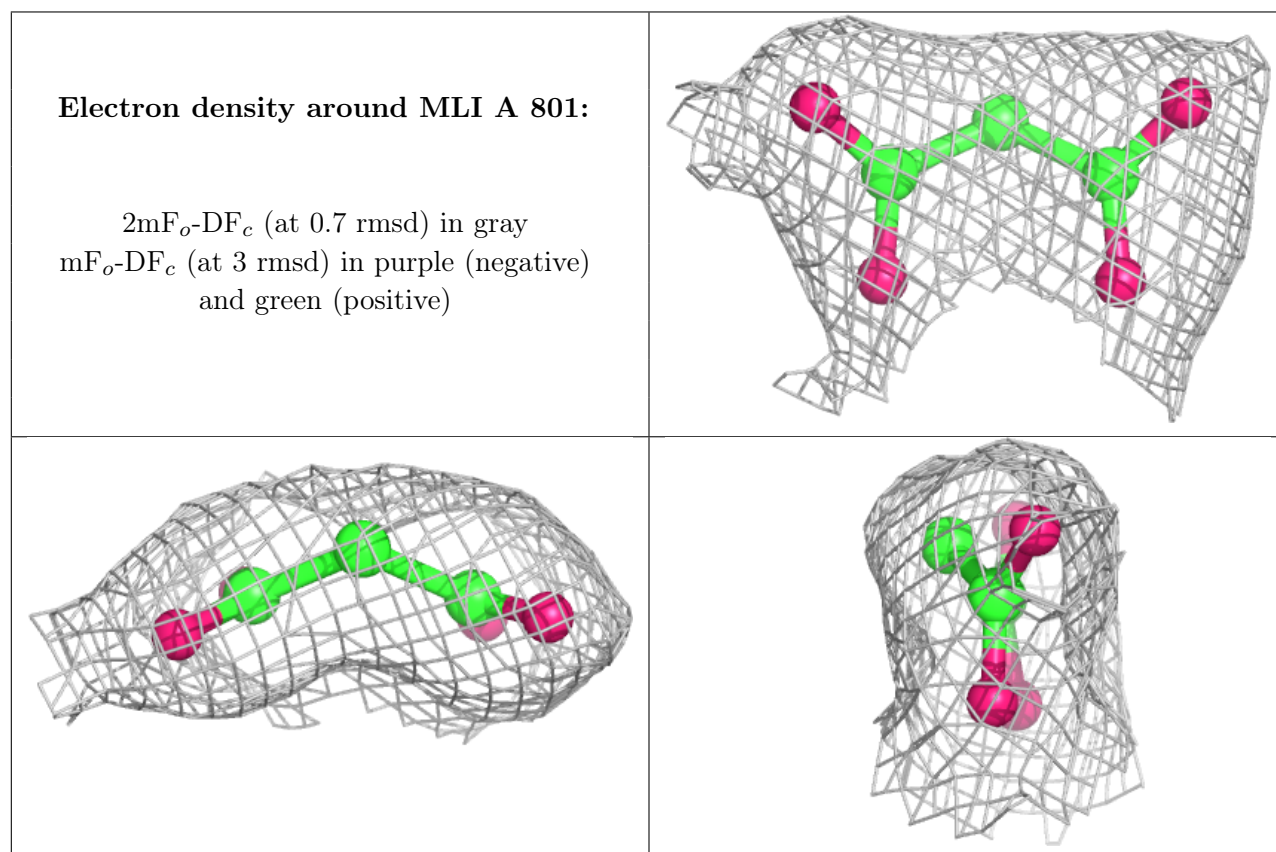 Electron density around MLI A 801:
2mFo-DFc (at 0.7 rmsd) in gray
mFo-DFc (at 3 rmsd) in purple (negative)
and green (positive)